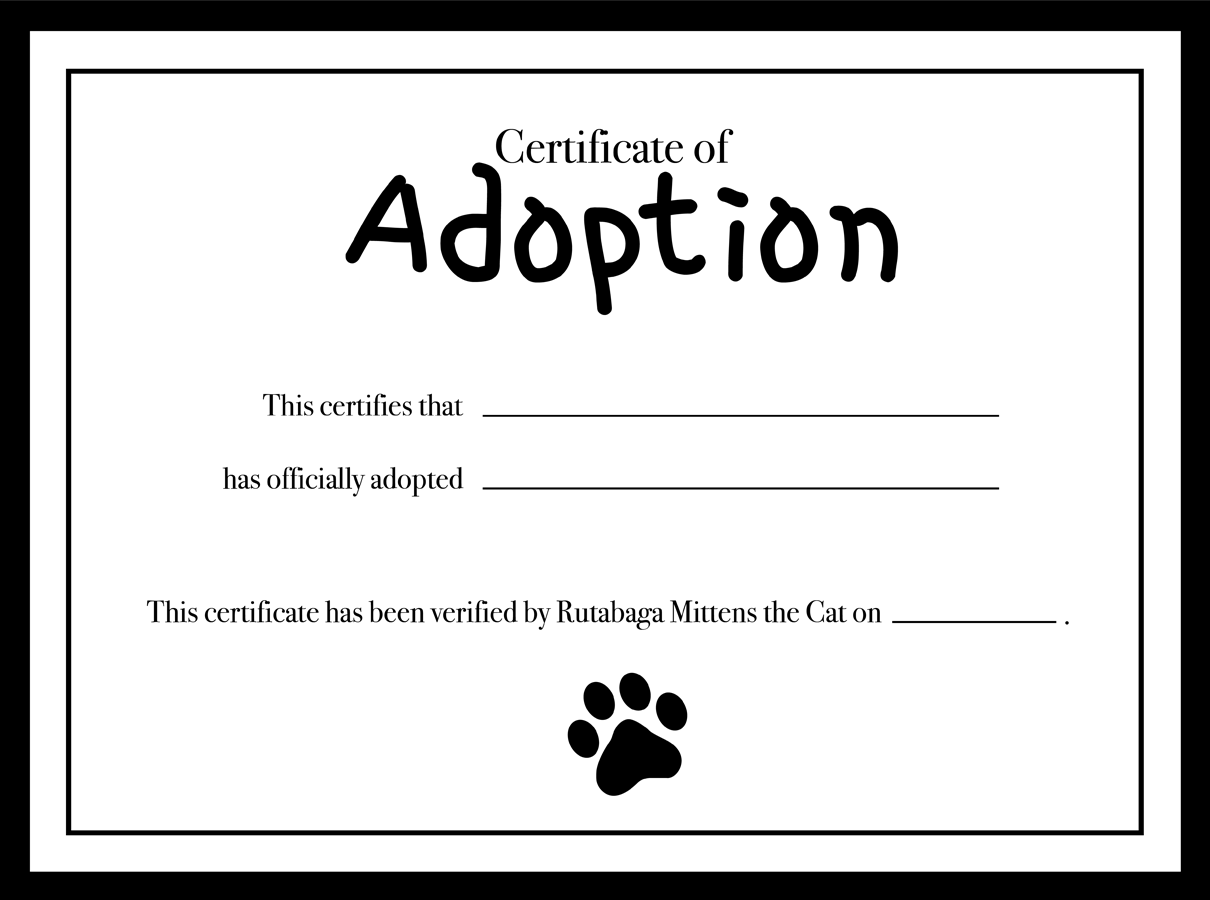 Certificate of
Adoption
This certifies that
has officially adopted
This certificate has been verified by Rutabaga Mittens the Cat on .